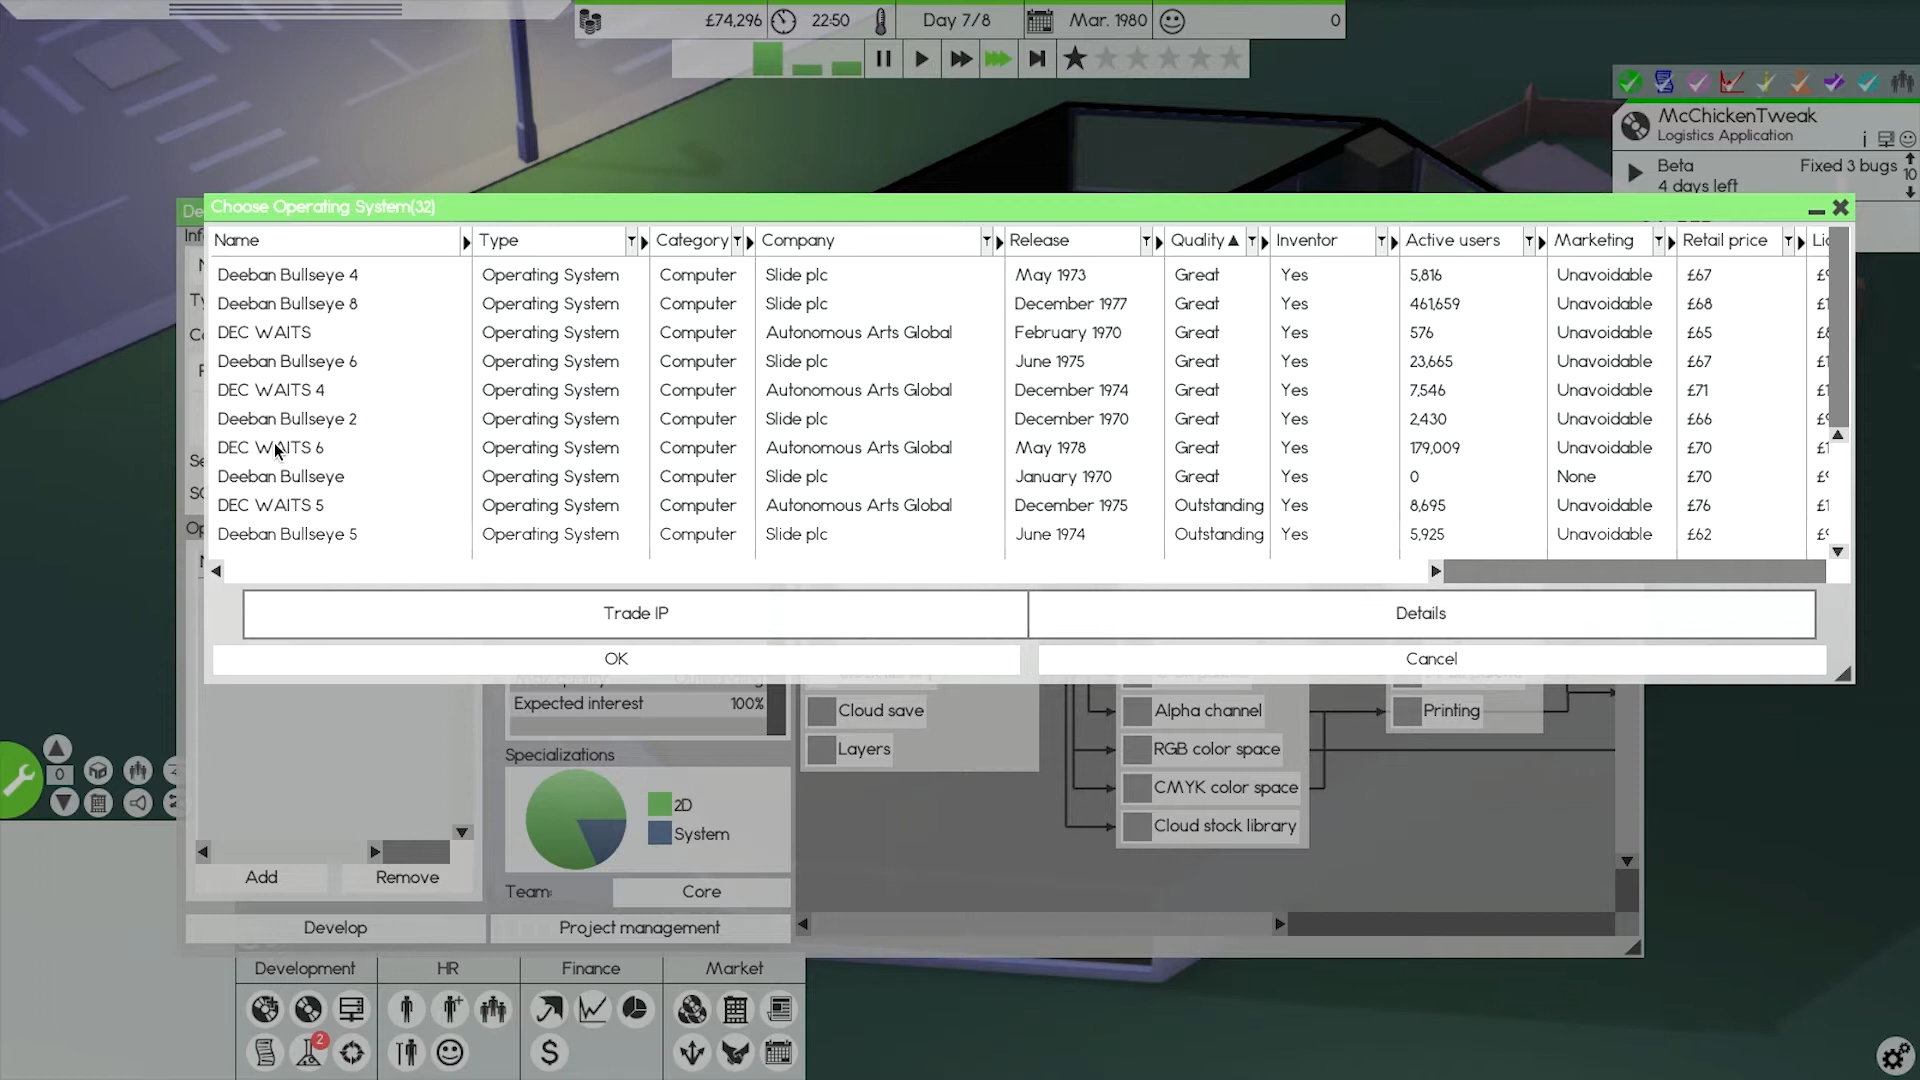 £74,296 22:50 Day 7/8 Mar. 1980 0
McChickenTweak
Logistics Application
Beta Fixed 3 bugs
4 days left
10
Choose Operating System(32)
Name Type Category Company Release Quality Inventor Active users Marketing Retail price
Deeban Bullseye 4 Operating System Computer Slide plc May 1973 Great Yes 5,816 Unavoidable £67
Deeban Bullseye 8 Operating System Computer Slide plc December 1977 Great Yes 461,659 Unavoidable £68
DEC WAITS Operating System Computer Autonomous Arts Global February 1970 Great Yes 576 Unavoidable £65
Deeban Bullseye 6 Operating System Computer Slide plc June 1975 Great Yes 23,665 Unavoidable £67
DEC WAITS 4 Operating System Computer Autonomous Arts Global December 1974 Great Yes 7,546 Unavoidable £71
Deeban Bullseye 2 Operating System Computer Slide plc December 1970 Great Yes 2,430 Unavoidable £66
DEC WAITS 6 Operating System Computer Autonomous Arts Global May 1978 Great Yes 179,009 Unavoidable £70
Deeban Bullseye Operating System Computer Slide plc January 1970 Great Yes 0 None £70
DEC WAITS 5 Operating System Computer Autonomous Arts Global December 1975 Outstanding Yes 8,695 Unavoidable £76
Deeban Bullseye 5 Operating System Computer Slide plc June 1974 Outstanding Yes 5,925 Unavoidable £62
Trade IP Details
OK Cancel
Expected interest 100%
Cloud save Alpha channel Printing
Layers RGB color space
Specializations
CMYK color space
2D
System
Cloud stock library
0
Add Remove
Team: Core
Develop Project management
Development HR Finance Market
2